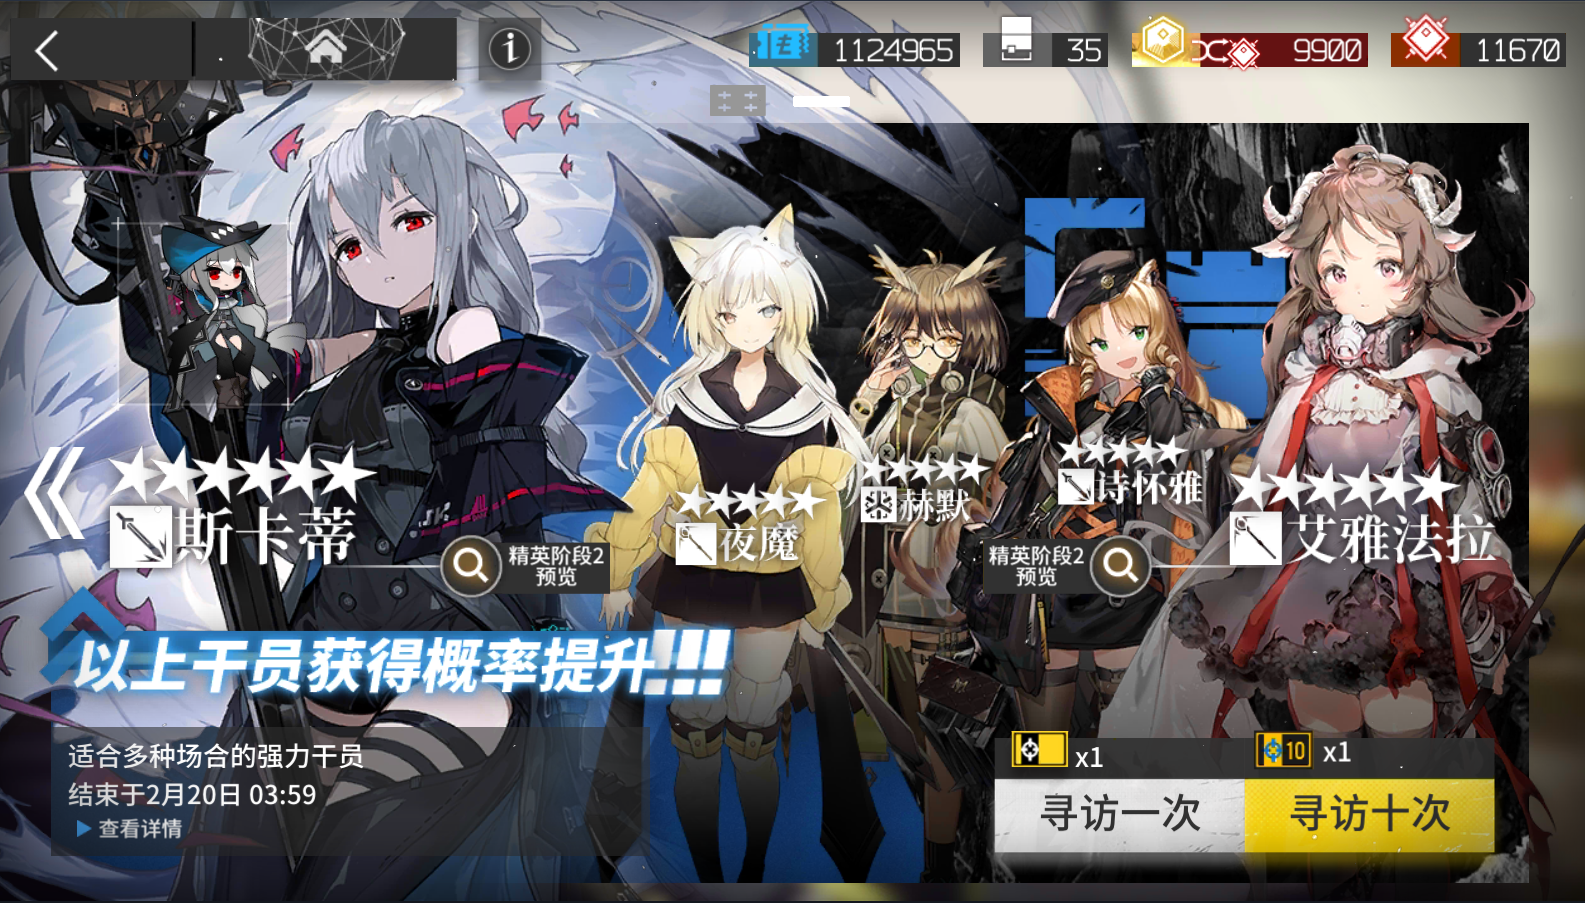 1124965
35
9900
11670
斯卡蒂
精英阶段2
预览
夜魔
赫默
诗怀雅
精英阶段2
预览
艾雅法拉
以上干员获得概率提升!!!
适合多种场合的强力干员
结束于2月20日 03:59
查看详情
x1
10 x1
寻访一次
寻访十次